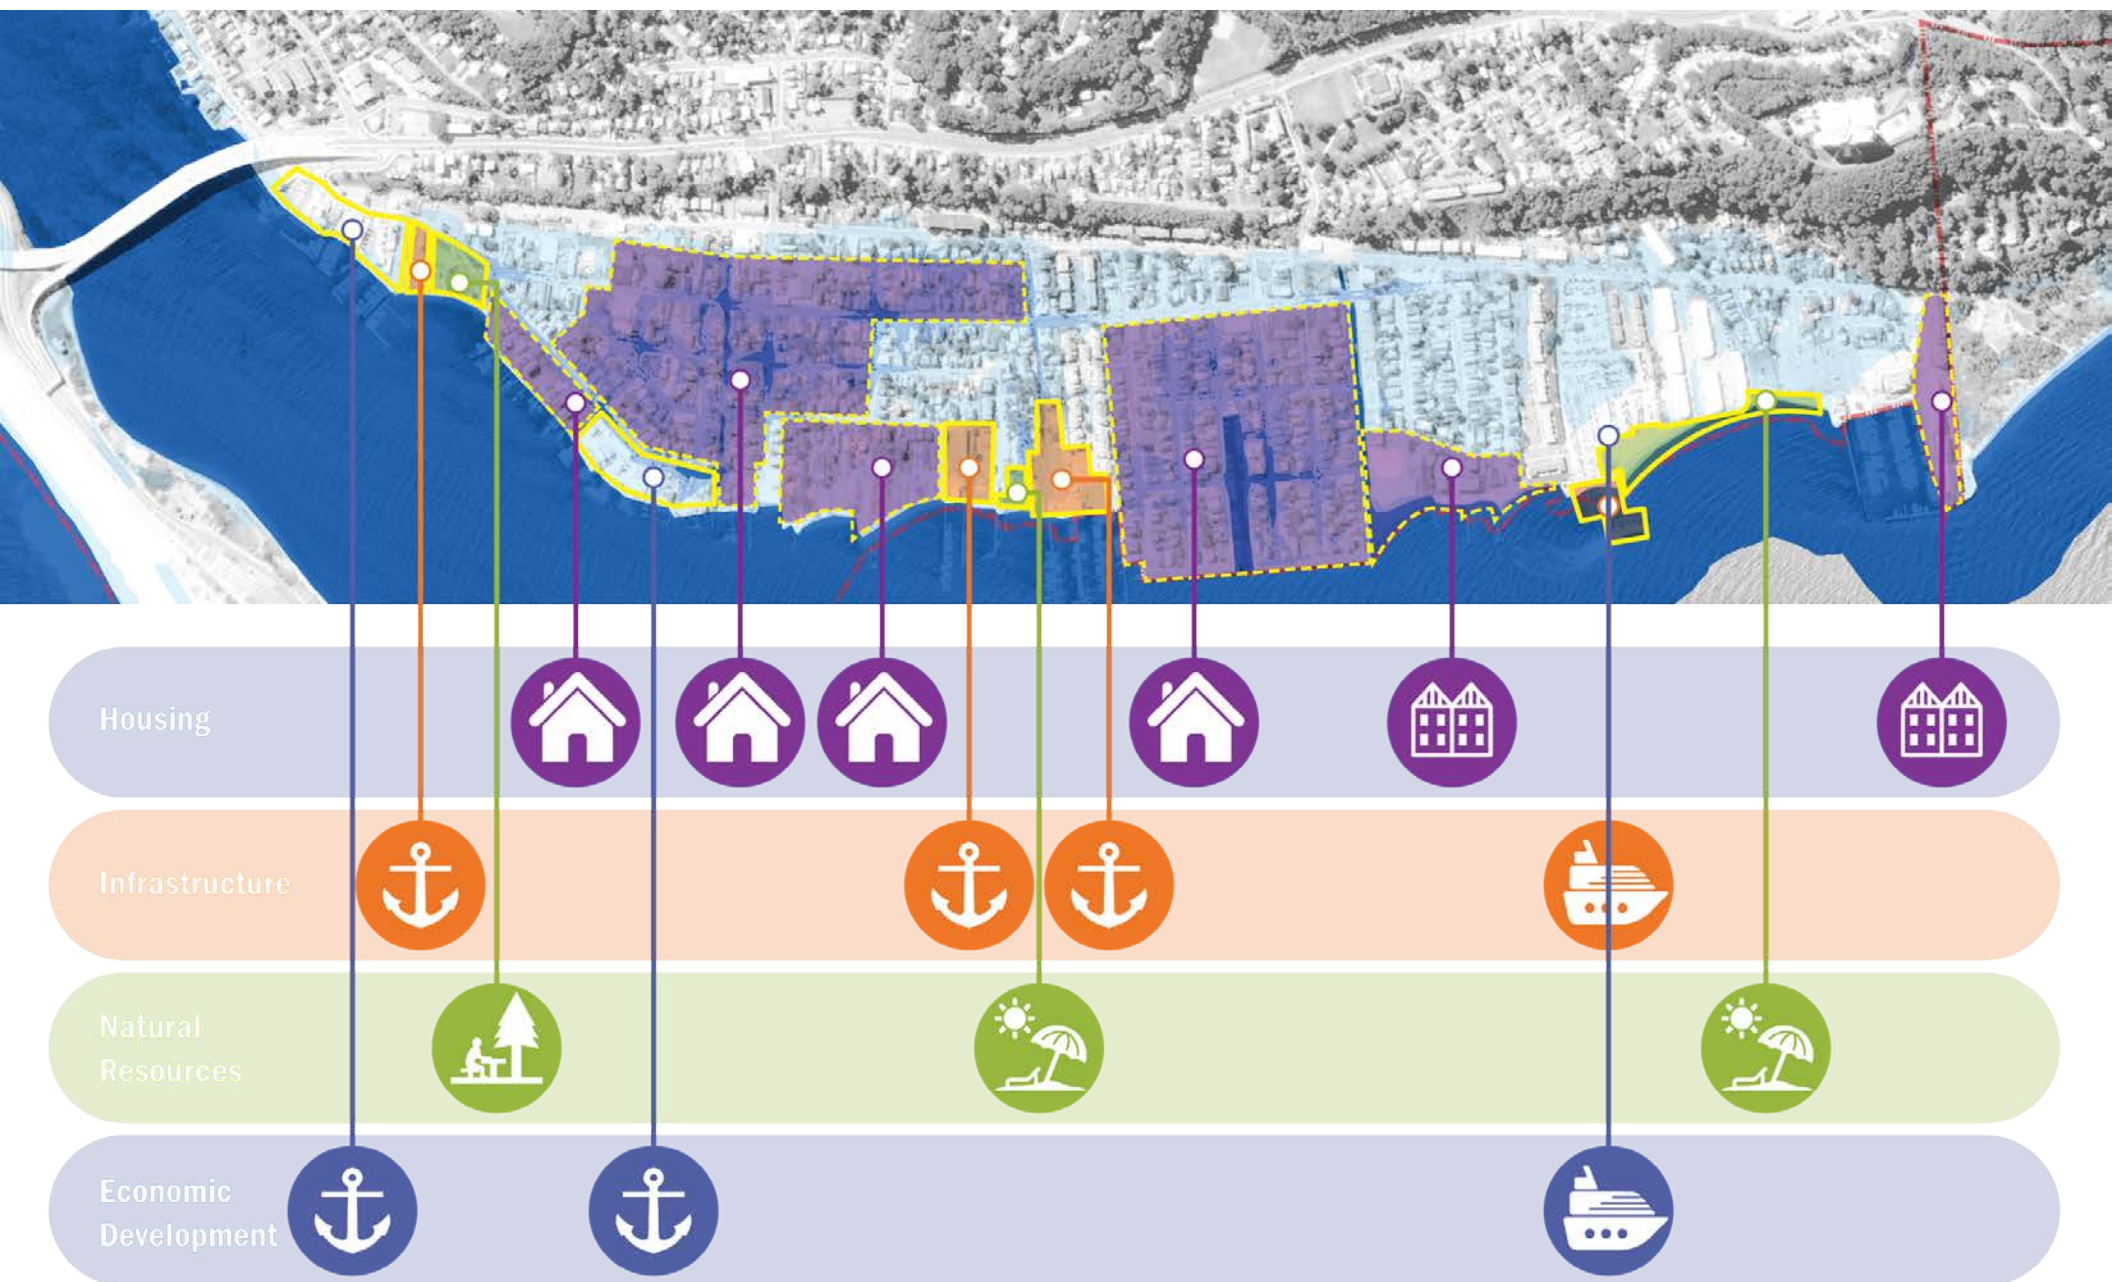 Housing
Infrastructure
Natural
Resources
Economic
Development